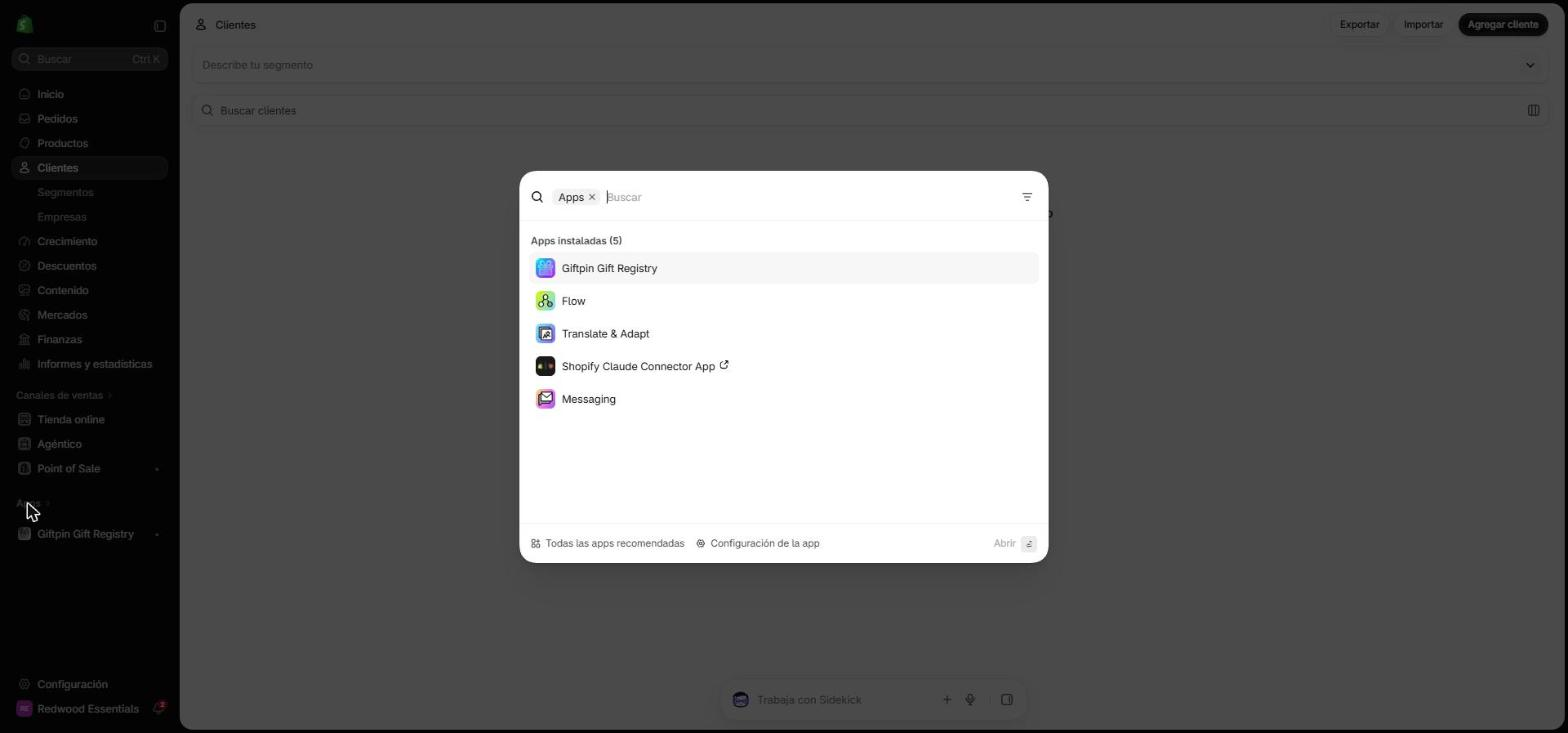 Buscar Ctrl K
Inicio
Pedidos
Productos
Clientes
Segmentos
Empresas
Crecimiento
Descuentos
Contenido
Mercados
Finanzas
Informes y estadísticas
Canales de ventas
Tienda online
Agéntico
Point of Sale
Apps
Giftpin Gift Registry
Configuración
RE Redwood Essentials 2
Clientes Exportar Importar Agregar cliente
Describe tu segmento
Buscar clientes
Apps Buscar
Apps instaladas (5)
Giftpin Gift Registry
Flow
Translate & Adapt
Shopify Claude Connector App
Messaging
Todas las apps recomendadas Configuración de la app Abrir
Trabaja con Sidekick